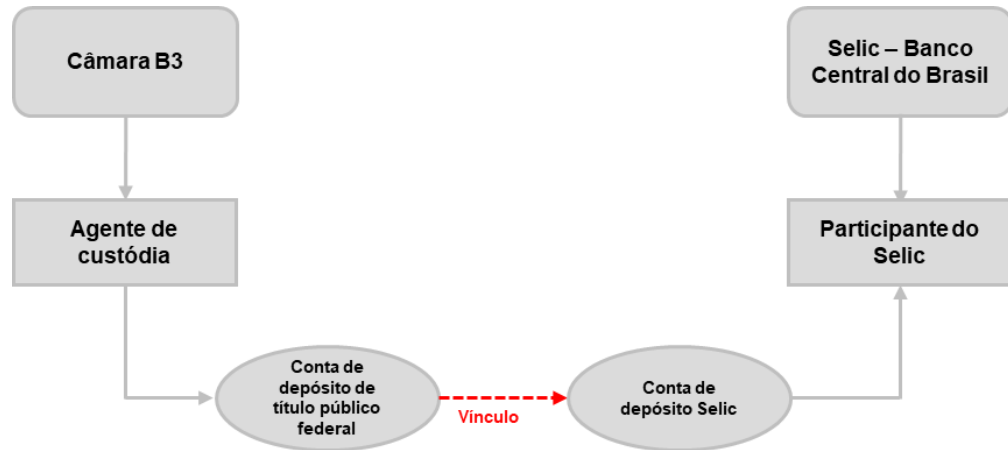 Câmara B3
Selic – Banco
Central do Brasil
Agente de
custódia
Participante do
Selic
Conta de
depósito de
título público
federal
Vínculo
Conta de
depósito Selic